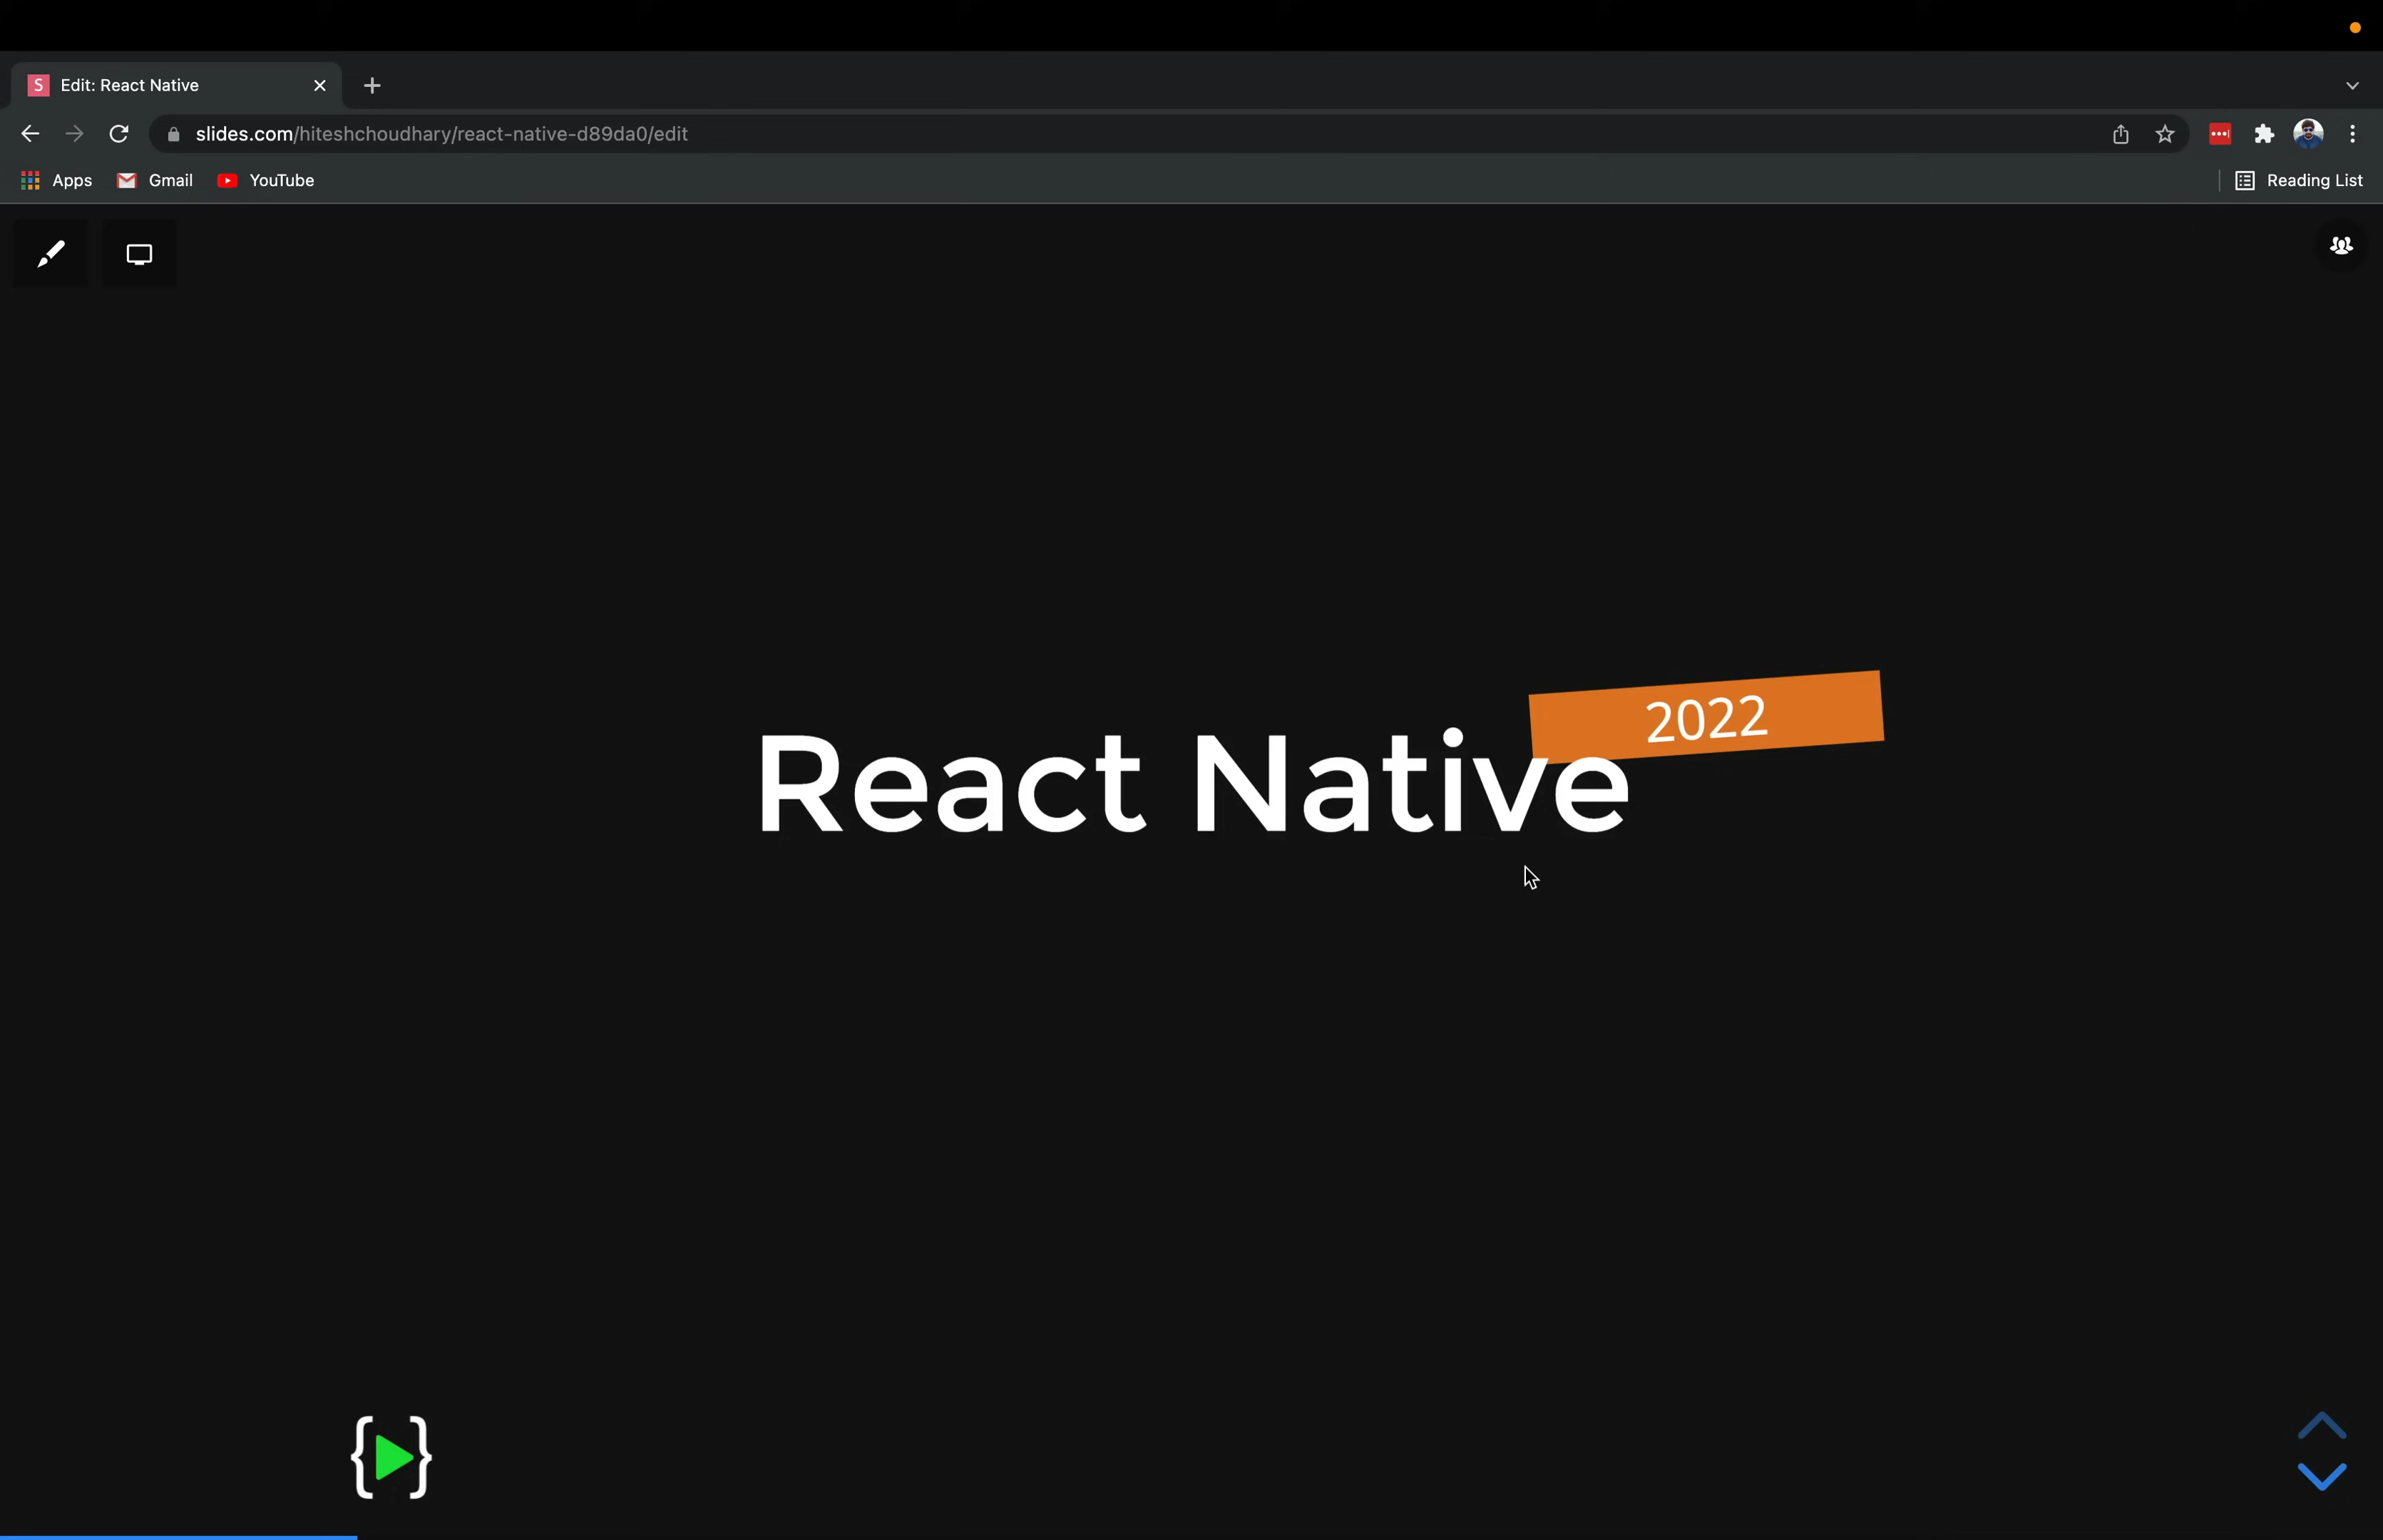 S Edit: React Native
slides.com/hiteshchoudhary/react-native-d89da0/edit
Apps Gmail YouTube Reading List
2022
React Native